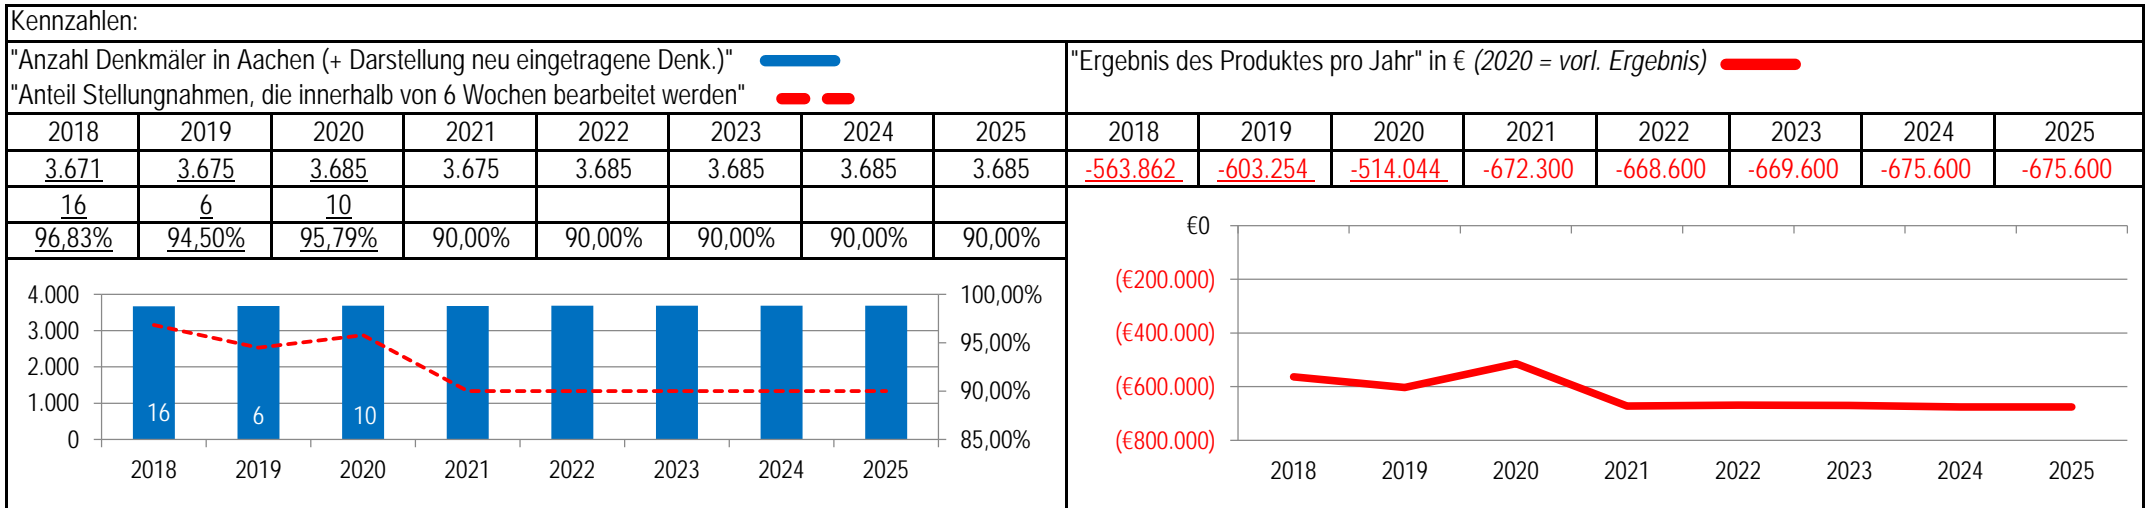 Kennzahlen:
"Anzahl Denkmäler in Aachen (+ Darstellung neu eingetragene Denk.)"
"Anteil Stellungnahmen, die innerhalb von 6 Wochen bearbeitet werden"
2018 2019 2020 2021 2022 2023 2024 2025
3.671 3.675 3.685 3.675 3.685 3.685 3.685 3.685
16 6 10
96,83% 94,50% 95,79% 90,00% 90,00% 90,00% 90,00% 90,00%
4.000
3.000
2.000
1.000
0
16 6 10
100,00%
95,00%
90,00%
85,00%
2018 2019 2020 2021 2022 2023 2024 2025
"Ergebnis des Produktes pro Jahr" in € (2020 = vorl. Ergebnis)
2018 2019 2020 2021 2022 2023 2024 2025
-563.862 -603.254 -514.044 -672.300 -668.600 -669.600 -675.600 -675.600
€0
(€200.000)
(€400.000)
(€600.000)
(€800.000)
2018 2019 2020 2021 2022 2023 2024 2025